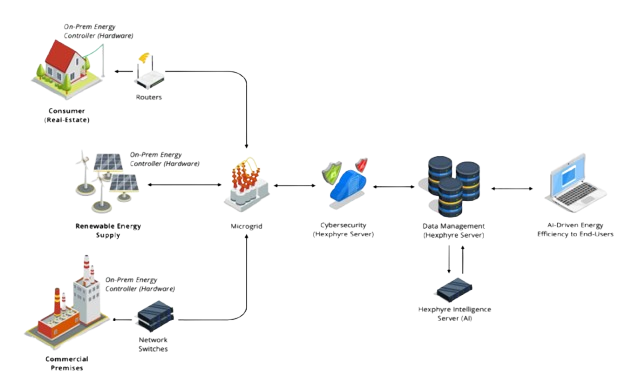 On-Prem Energy
Controller (Hardware)
Routers
Consumer
(Real-Estate)
On-Prem Energy
Controller (Hardware)
Renewable Energy
Supply
Microgrid
Cybersecurity
(Hexphyre Server)
Data Management
(Hexphyre Server)
AI-Driven Energy
Efficiency to End-Users
On-Prem Energy
Controller (Hardware)
Hexphyre Intelligence
Server (AI)
Network
Switches
Commercial
Premises